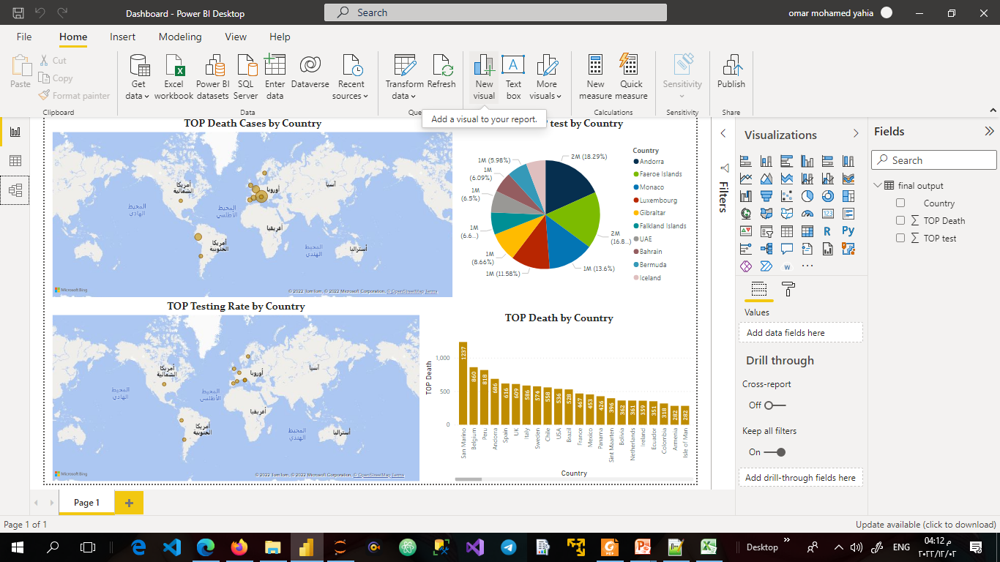 Dashboard - Power BI Desktop
Search
omar mohamed yahia
File Home Insert Modeling View Help
Paste
Cut
Copy
Format painter
Clipboard
Get data
Excel workbook
Power BI datasets
SQL Server
Enter data
Dataverse
Recent sources
Data
Transform data
Refresh
New visual
Text box
More visuals
New measure
Quick measure
Calculations
Sensitivity
Sensitivity
Publish
Share
Add a visual to your report.
TOP Death Cases by Country
أمريكا الشمالية
أوروبا
آسيا
المحيط الهادي
المحيط الأطلسي
أفريقيا
أمريكا الجنوبية
المحيط الهندي
أستراليا
Microsoft Bing
© 2022 TomTom, © 2022 Microsoft Corporation, © OpenStreetMap Terms
test by Country
2M (18.29%)
2M (16.8...)
1M (13.6%)
1M (11.58%)
1M (8.66%)
1M (6.6...)
1M (6.5%)
1M (6.09%)
1M (5.98%)
Country
Andorra
Faeroe Islands
Monaco
Luxembourg
Gibraltar
Falkland Islands
UAE
Bahrain
Bermuda
Iceland
TOP Testing Rate by Country
أمريكا الشمالية
أوروبا
آسيا
المحيط الهادي
المحيط الأطلسي
أفريقيا
أمريكا الجنوبية
المحيط الهندي
أستراليا
Microsoft Bing
© 2022 TomTom, © 2022 Microsoft Corporation, © OpenStreetMap Terms
TOP Death by Country
TOP Death
1,000
500
0
1237 860 818 686 616 609 586 574 558 536 528 467 453 426 396 362 361 359 351 318 282 282
San Marino
Belgium
Peru
Andorra
Spain
UK
Italy
Sweden
Chile
USA
Brazil
France
Mexico
Panama
Sint Maarten
Bolivia
Netherlands
Ireland
Ecuador
Colombia
Armenia
Isle of Man
Country
Filters
Visualizations
Values
Add data fields here
Drill through
Cross-report
Off
Keep all filters
On
Add drill-through fields here
Fields
Search
final output
Country
TOP Death
TOP test
Page 1
Page 1 of 1
Update available (click to download)
Desktop
ENG
04:12 م
٢٠٢٢/١٢/٠٢